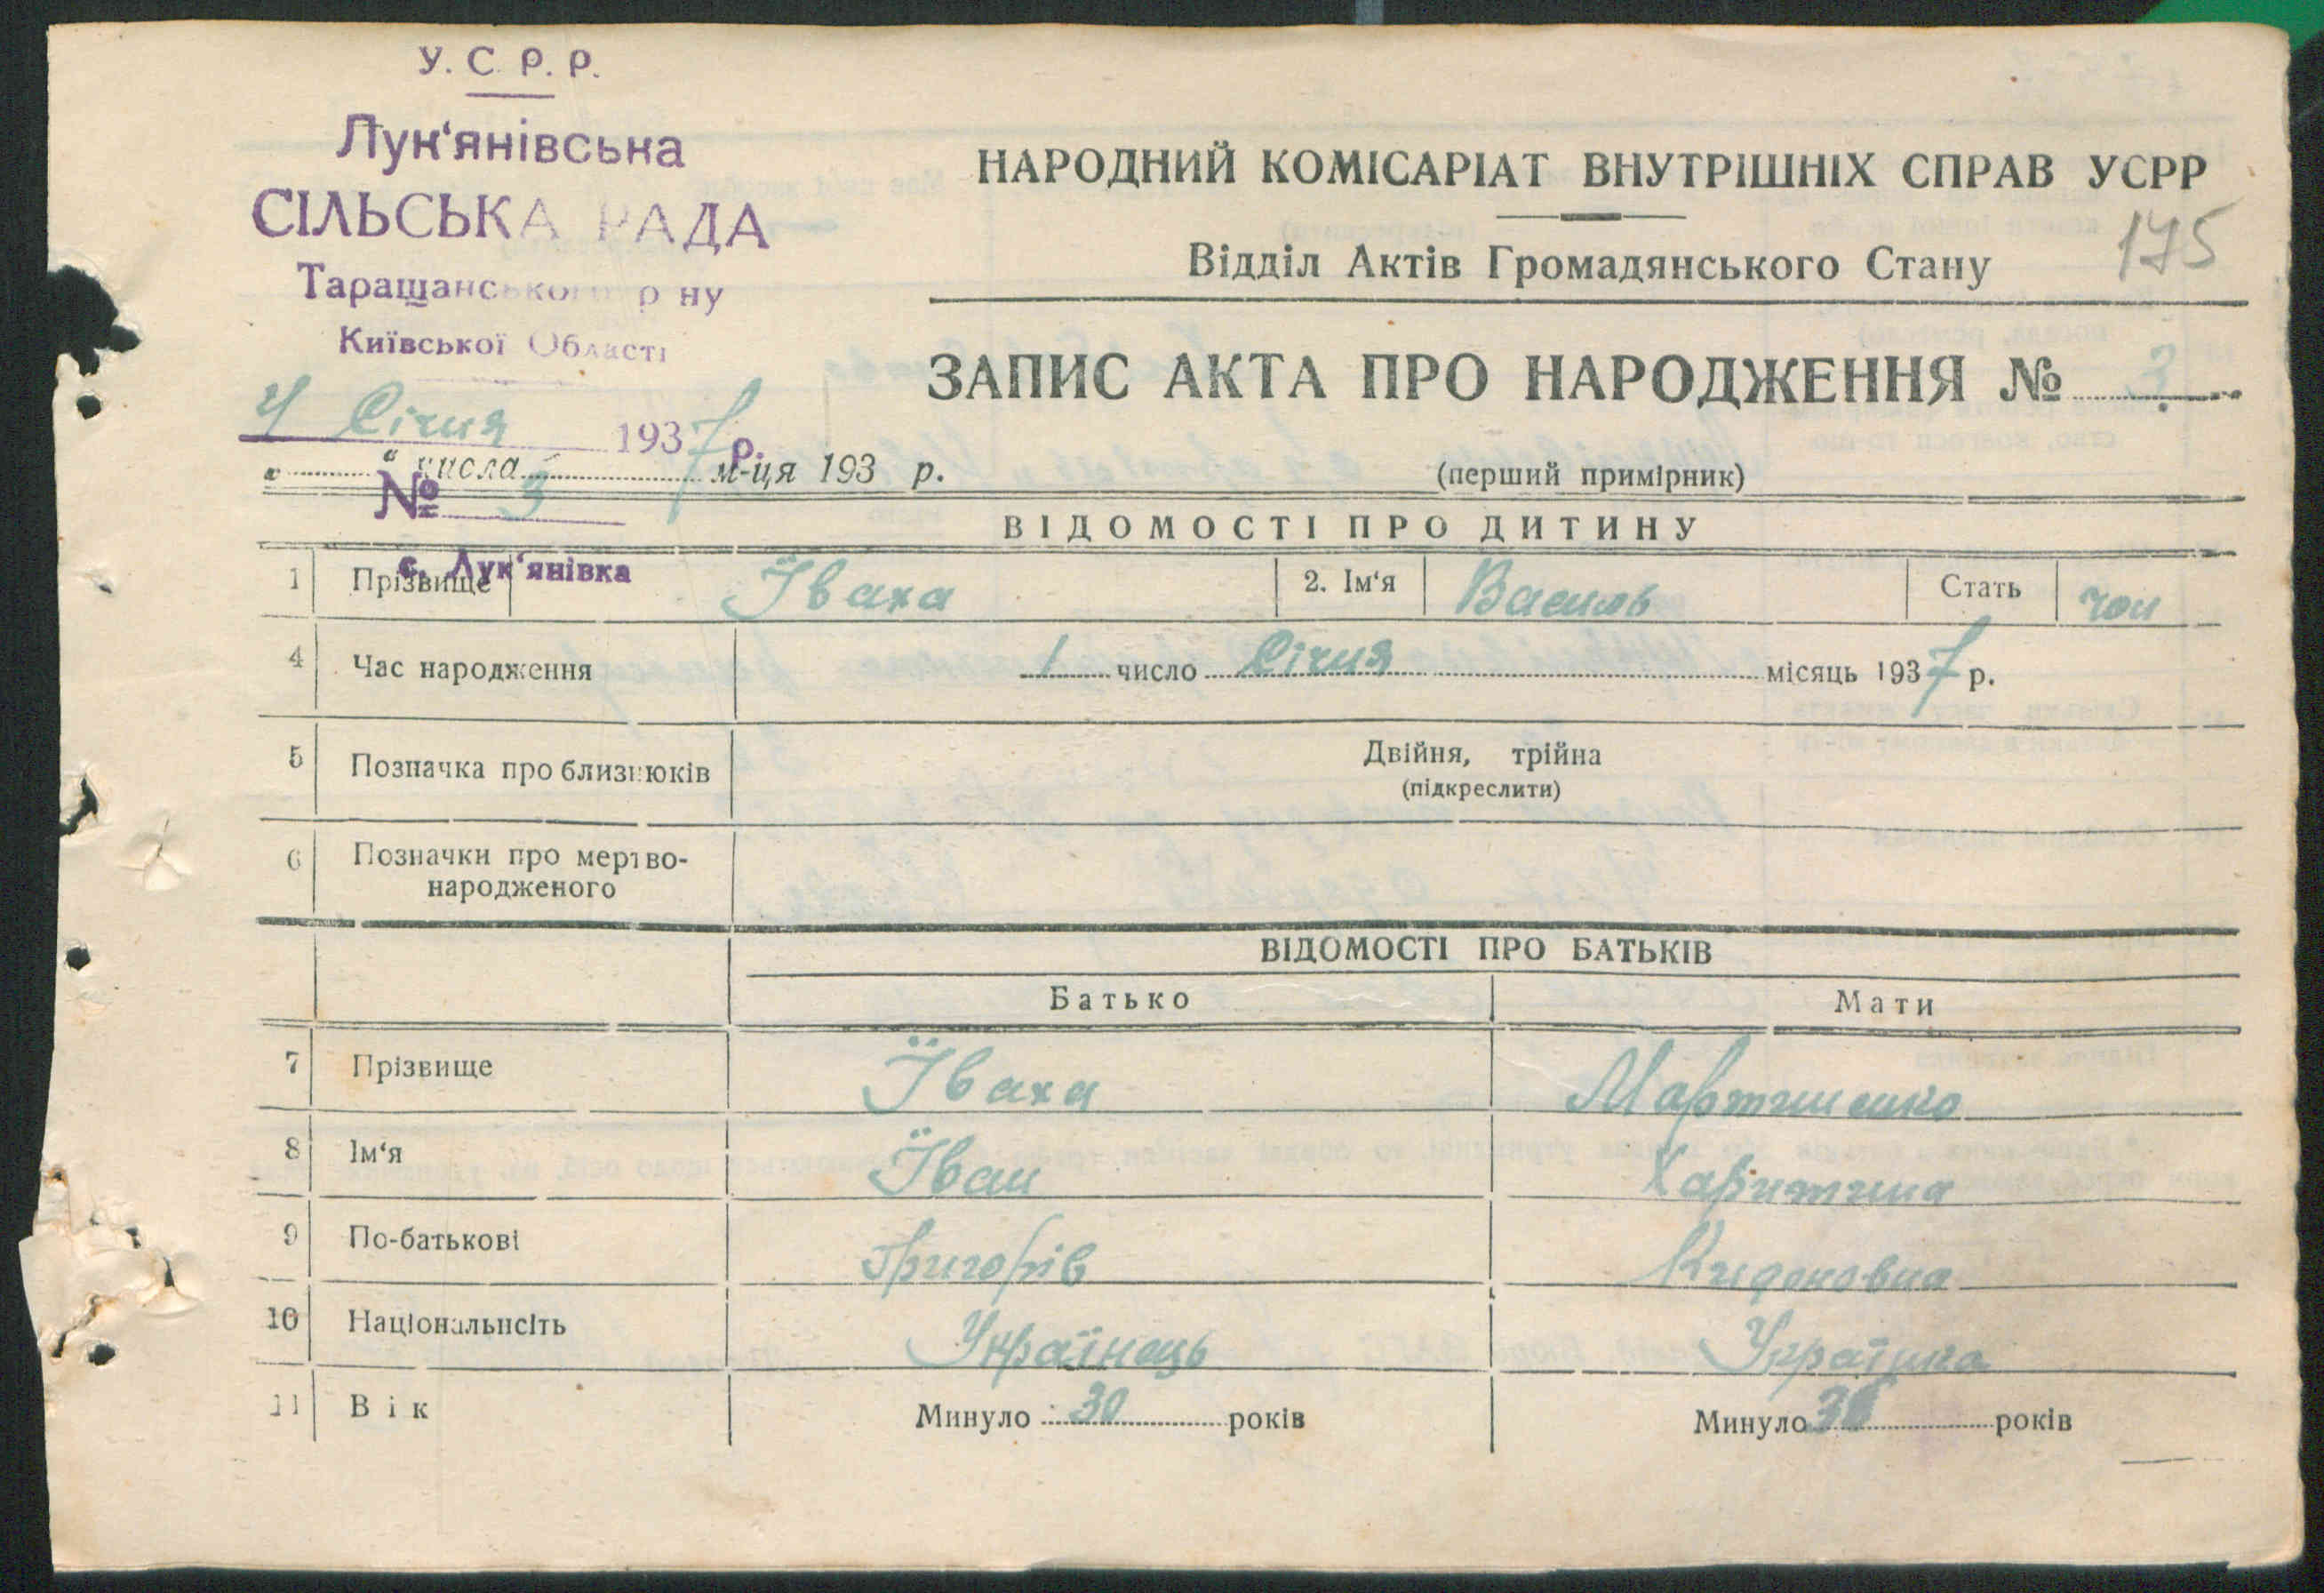 У. С. Р. Р.
Лук'янівська
СІЛЬСЬКА РАДА
Таращанського р ну
Київської Області
4 Січня 1937 р.
„ “ числа м-ця 193 р.
№ 3
с. Лук'янівка
НАРОДНИЙ КОМІСАРІАТ ВНУТРІШНІХ СПРАВ УСРР
175
Відділ Актів Громадянського Стану
ЗАПИС АКТА ПРО НАРОДЖЕННЯ № 3
(перший примірник)
ВІДОМОСТІ ПРО ДИТИНУ
1 Прізвище Їваха 2. Ім'я Василь Стать чол
4 Час народження 1 число Січня місяць 1937 р.
5 Позначка про близнюків Двійня, трійна
(підкреслити)
6 Позначки про мертво-
народженого
ВІДОМОСТІ ПРО БАТЬКІВ
Батько Мати
7 Прізвище Їваха Мартиненко
8 Ім'я Їван Харитина
9 По-батькові Григорів
10 Національнсіть Українець Українка
11 Вік Минуло 30 років Минуло років